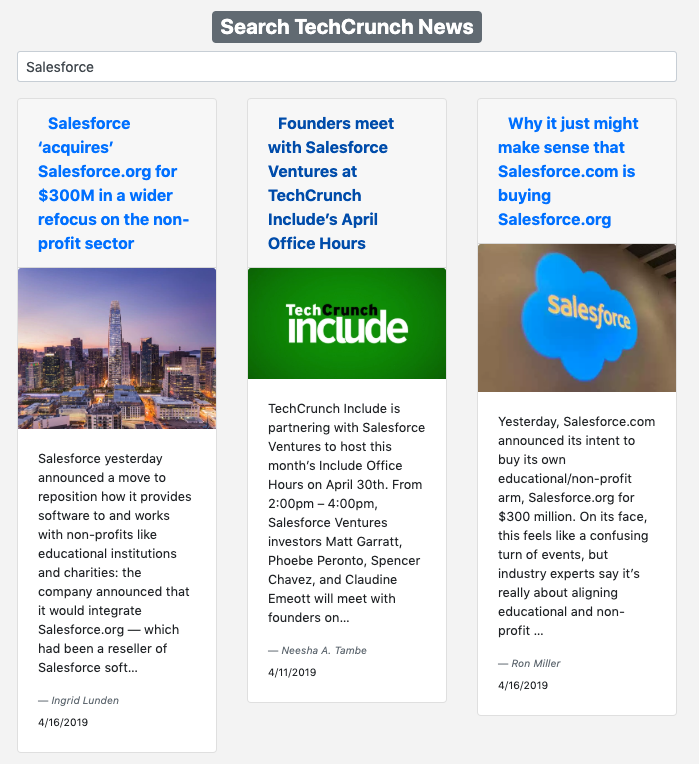 Search TechCrunch News
Salesforce
Salesforce
‘acquires’
Salesforce.org for
$300M in a wider
refocus on the non-
profit sector
Salesforce yesterday
announced a move to
reposition how it provides
software to and works
with non-profits like
educational institutions
and charities: the
company announced that
it would integrate
Salesforce.org — which
had been a reseller of
Salesforce soft…
— Ingrid Lunden
4/16/2019
Founders meet
with Salesforce
Ventures at
TechCrunch
Include’s April
Office Hours
TechCrunch
include
TechCrunch Include is
partnering with Salesforce
Ventures to host this
month’s Include Office
Hours on April 30th. From
2:00pm – 4:00pm,
Salesforce Ventures
investors Matt Garratt,
Phoebe Peronto, Spencer
Chavez, and Claudine
Emeott will meet with
founders on…
— Neesha A. Tambe
4/11/2019
Why it just might
make sense that
Salesforce.com is
buying
Salesforce.org
salesforce
Yesterday, Salesforce.com
announced its intent to
buy its own
educational/non-profit
arm, Salesforce.org for
$300 million. On its face,
this feels like a confusing
turn of events, but
industry experts say it’s
really about aligning
educational and non-
profit …
— Ron Miller
4/16/2019